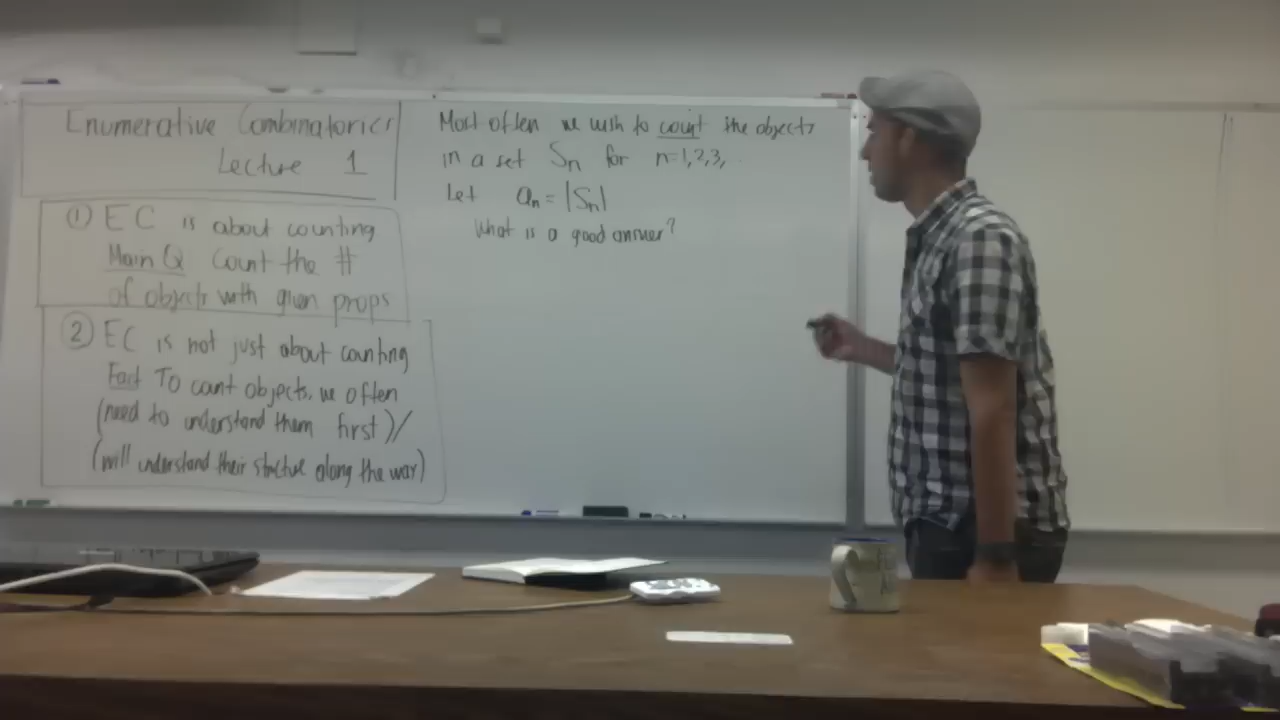 Enumerative Combinatorics
Lecture 1
① EC is about counting
Main Q Count the #
of objects with given props
② EC is not just about counting
Fact To count objects, we often
(need to understand them first)/
(will understand their structure along the way)
Most often we wish to count the objects
in a set Sn for n=1,2,3,..
Let an = |Sn|
What is a good answer?